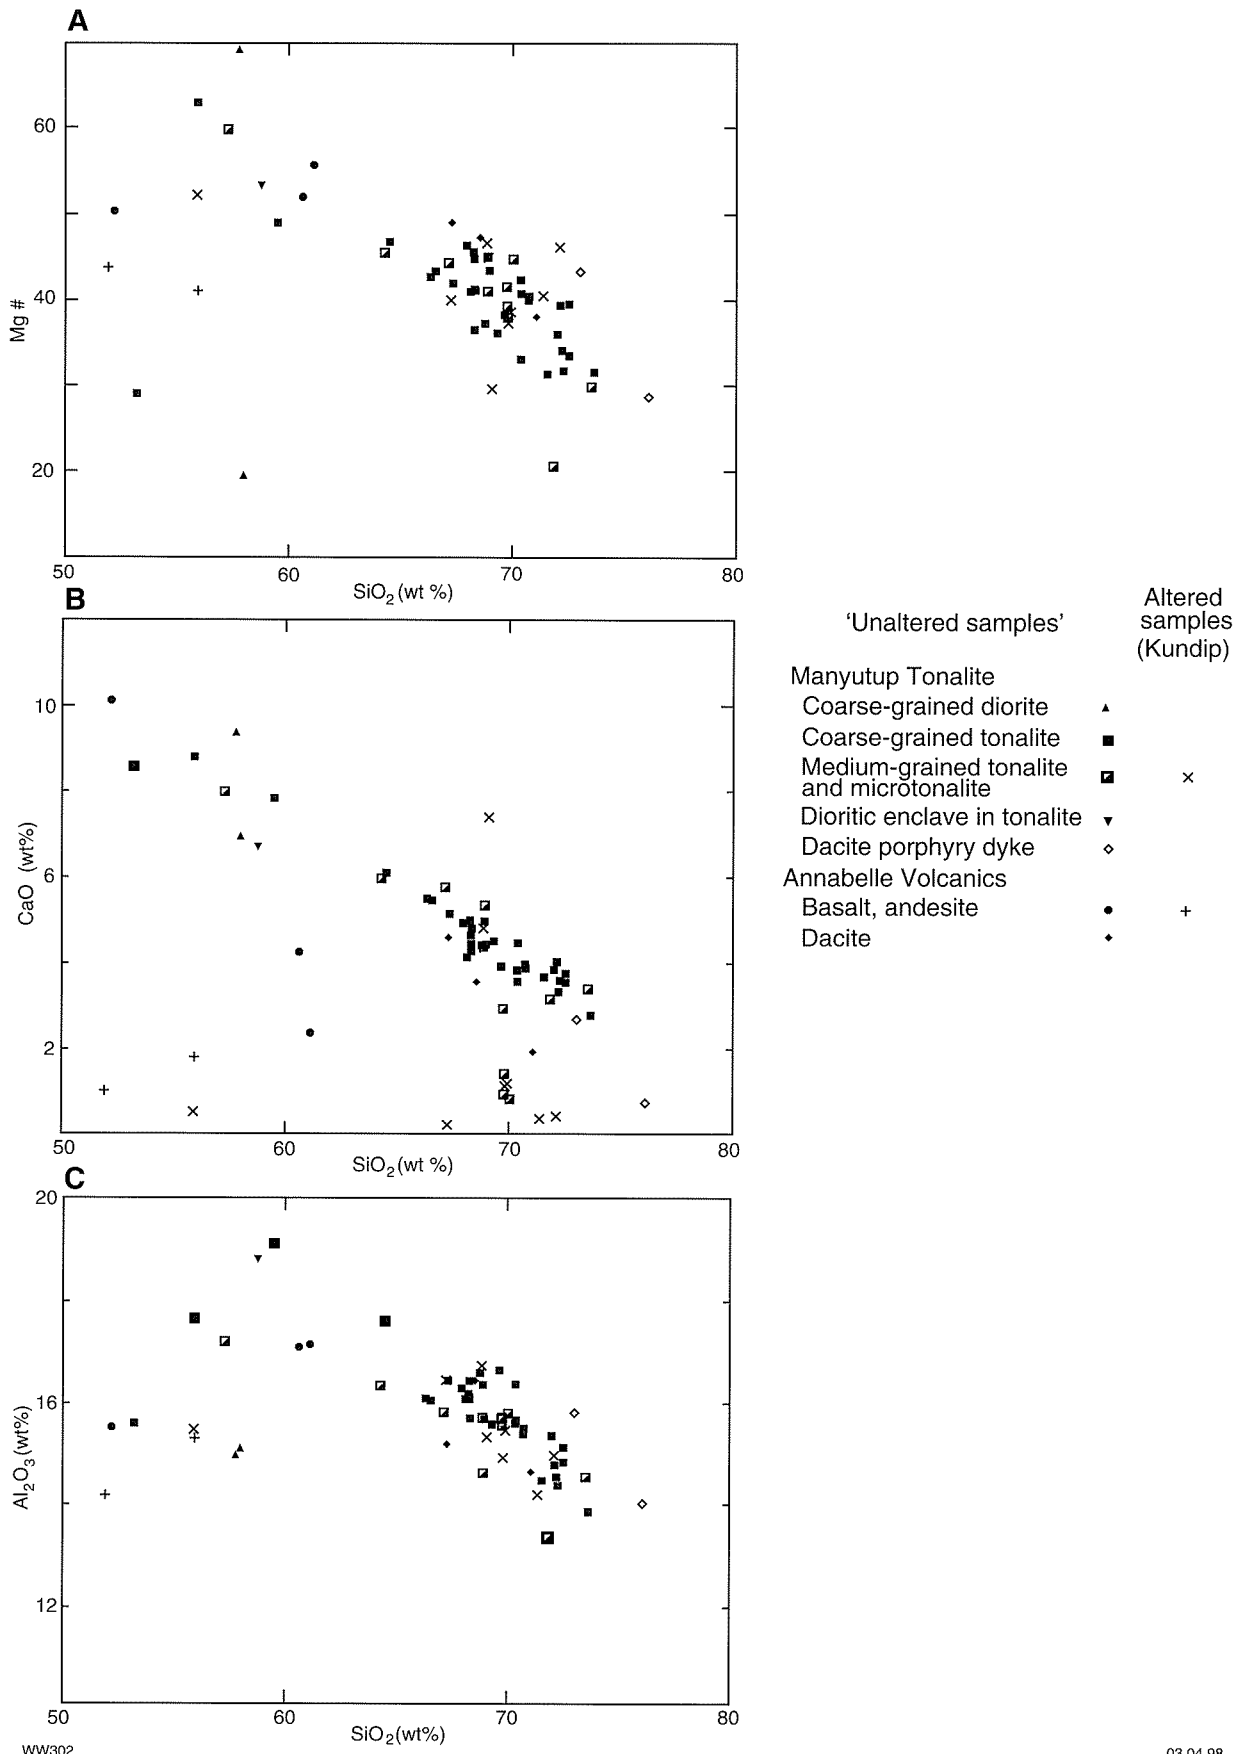 A
60
40
20
Mg #
50
60
70
80
SiO2 (wt %)
B
10
6
2
CaO (wt%)
50
60
70
80
SiO2 (wt %)
C
20
16
12
Al2O3 (wt%)
50
60
70
80
SiO2 (wt%)
'Unaltered samples'
Altered
samples
(Kundip)
Manyutup Tonalite
Coarse-grained diorite
Coarse-grained tonalite
Medium-grained tonalite
and microtonalite
Dioritic enclave in tonalite
Dacite porphyry dyke
Annabelle Volcanics
Basalt, andesite
Dacite
WW302
03.04.98